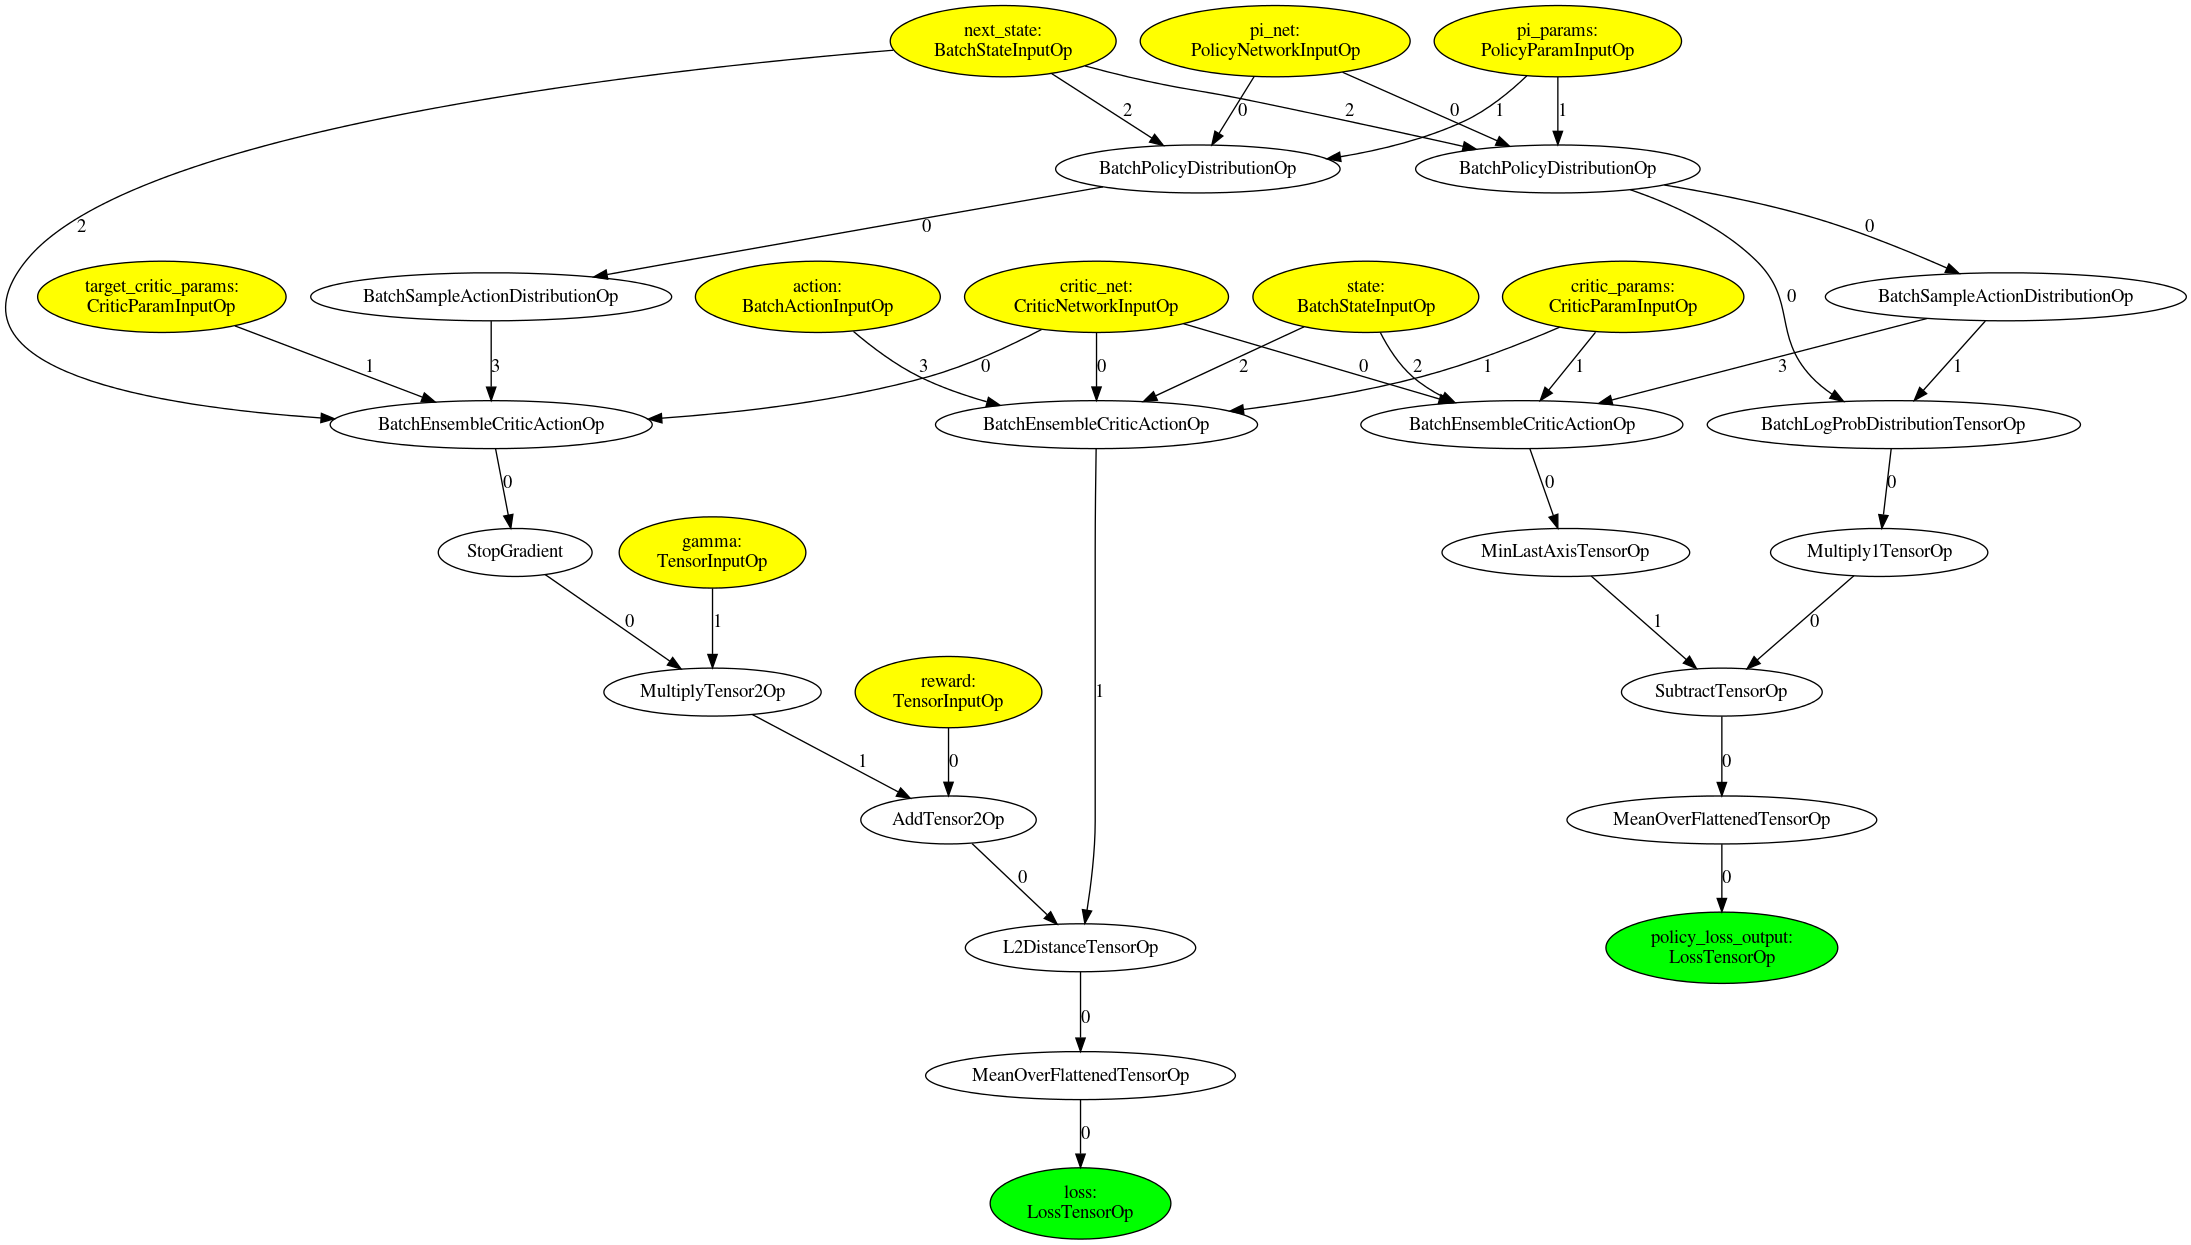 next_state:
BatchStateInputOp
pi_net:
PolicyNetworkInputOp
pi_params:
PolicyParamInputOp
2
0
2
0
1
1
BatchPolicyDistributionOp
BatchPolicyDistributionOp
2
0
0
target_critic_params:
CriticParamInputOp
BatchSampleActionDistributionOp
action:
BatchActionInputOp
critic_net:
CriticNetworkInputOp
state:
BatchStateInputOp
critic_params:
CriticParamInputOp
0
BatchSampleActionDistributionOp
1
3
3
0
0
2
0
2
1
1
3
1
BatchEnsembleCriticActionOp
BatchEnsembleCriticActionOp
BatchEnsembleCriticActionOp
BatchLogProbDistributionTensorOp
0
0
0
StopGradient
gamma:
TensorInputOp
MinLastAxisTensorOp
Multiply1TensorOp
0
1
1
0
MultiplyTensor2Op
reward:
TensorInputOp
1
SubtractTensorOp
1
0
0
AddTensor2Op
MeanOverFlattenedTensorOp
0
0
L2DistanceTensorOp
policy_loss_output:
LossTensorOp
0
MeanOverFlattenedTensorOp
0
loss:
LossTensorOp